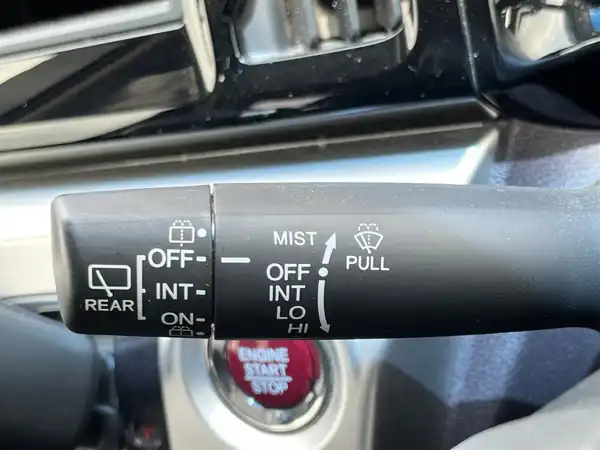 OFF
REAR
INT
ON
MIST
OFF
INT
LO
HI
PULL
ENGINE
START
STOP